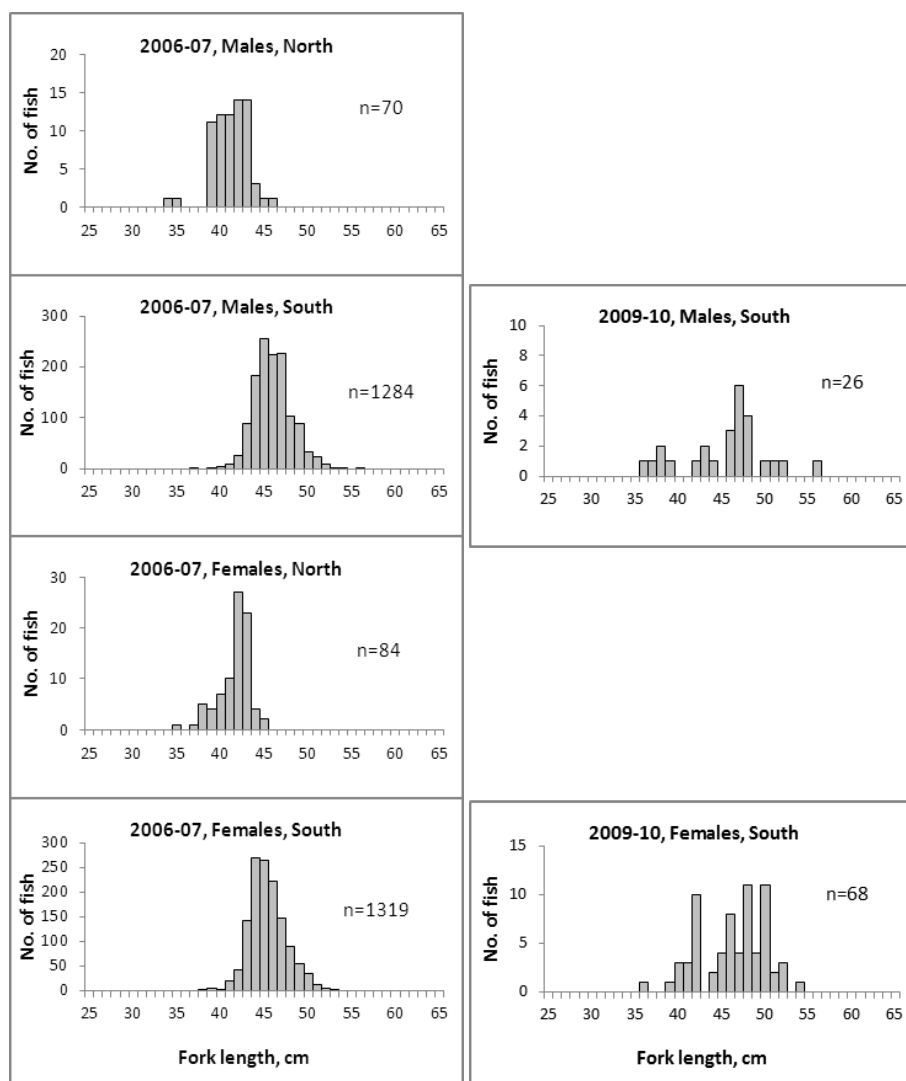 2006-07, Males, North
20
15
10
5
0
No. of fish
n=70
25 30 35 40 45 50 55 60 65
2006-07, Males, South
300
200
100
0
No. of fish
n=1284
25 30 35 40 45 50 55 60 65
2009-10, Males, South
10
8
6
4
2
0
No. of fish
n=26
25 30 35 40 45 50 55 60 65
2006-07, Females, North
30
20
10
0
No. of fish
n=84
25 30 35 40 45 50 55 60 65
2006-07, Females, South
300
250
200
150
100
50
0
No. of fish
n=1319
25 30 35 40 45 50 55 60 65
Fork length, cm
2009-10, Females, South
15
10
5
0
No. of fish
n=68
25 30 35 40 45 50 55 60 65
Fork length, cm